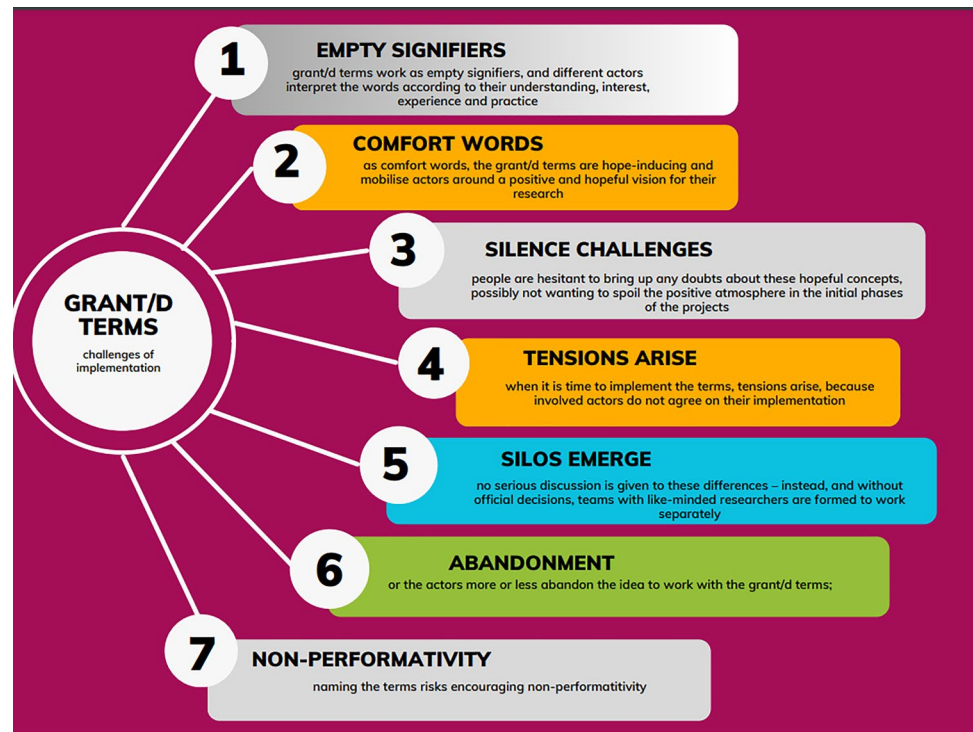 1
EMPTY SIGNIFIERS
grant/d terms work as empty signifiers, and different actors
interpret the words according to their understanding, interest,
experience and practice
2
COMFORT WORDS
as comfort words, the grant/d terms are hope-inducing and
mobilise actors around a positive and hopeful vision for their
research
3
SILENCE CHALLENGES
people are hesitant to bring up any doubts about these hopeful concepts,
possibly not wanting to spoil the positive atmosphere in the initial phases
of the projects
GRANT/D
TERMS
challenges of
implementation
4
TENSIONS ARISE
when it is time to implement the terms, tensions arise, because
involved actors do not agree on their implementation
5
SILOS EMERGE
no serious discussion is given to these differences – instead, and without
official decisions, teams with like-minded researchers are formed to work
separately
6
ABANDONMENT
or the actors more or less abandon the idea to work with the grant/d terms;
7
NON-PERFORMATIVITY
naming the terms risks encouraging non-performatitivity